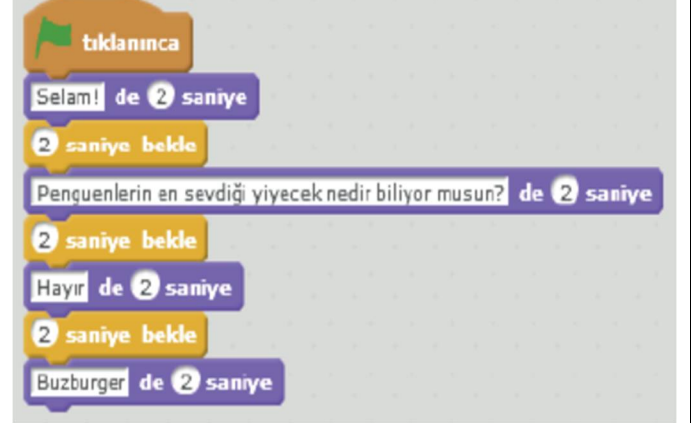 tıklanınca
Selam! de 2 saniye
2 saniye bekle
Penguenlerin en sevdiği yiyecek nedir biliyor musun? de 2 saniye
2 saniye bekle
Hayır de 2 saniye
2 saniye bekle
Buzburger de 2 saniye